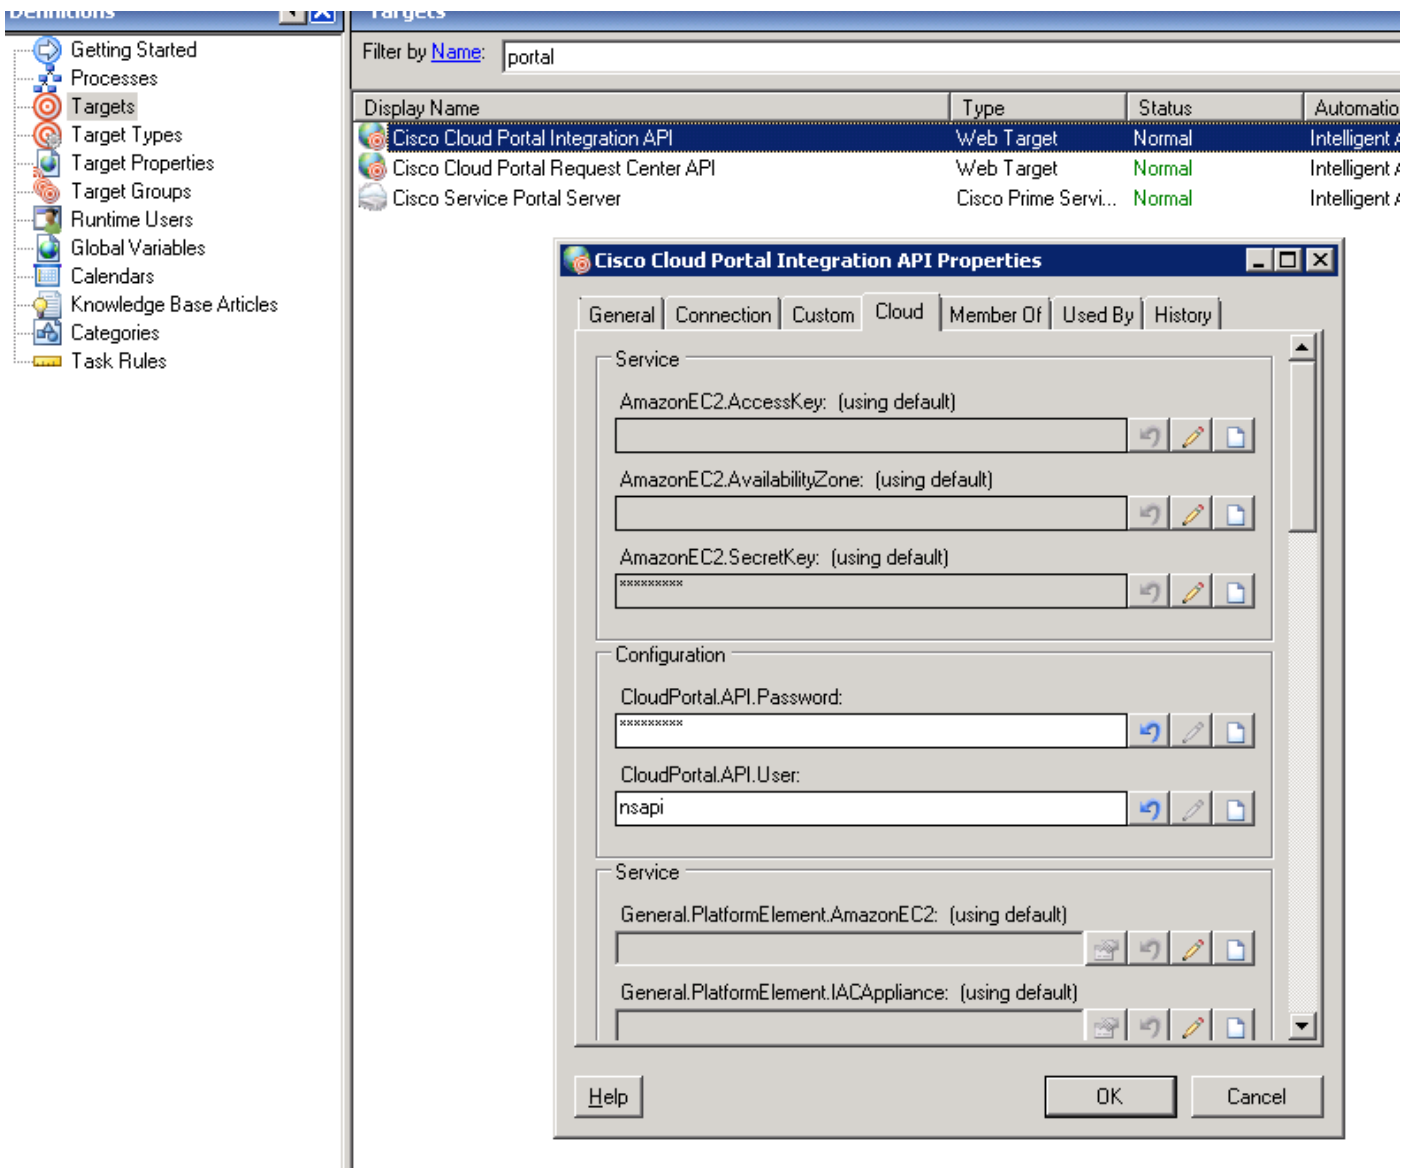 Definitions
Getting Started
Processes
Targets
Target Types
Target Properties
Target Groups
Runtime Users
Global Variables
Calendars
Knowledge Base Articles
Categories
Task Rules
Targets
Filter by Name: portal
Display Name Type Status Automatio
Cisco Cloud Portal Integration API Web Target Normal Intelligent A
Cisco Cloud Portal Request Center API Web Target Normal Intelligent A
Cisco Service Portal Server Cisco Prime Servi... Normal Intelligent A
Cisco Cloud Portal Integration API Properties
General Connection Custom Cloud Member Of Used By History
Service
AmazonEC2.AccessKey: (using default)
AmazonEC2.AvailabilityZone: (using default)
AmazonEC2.SecretKey: (using default)
*********
Configuration
CloudPortal.API.Password:
*********
CloudPortal.API.User:
nsapi
Service
General.PlatformElement.AmazonEC2: (using default)
General.PlatformElement.IACAppliance: (using default)
Help OK Cancel